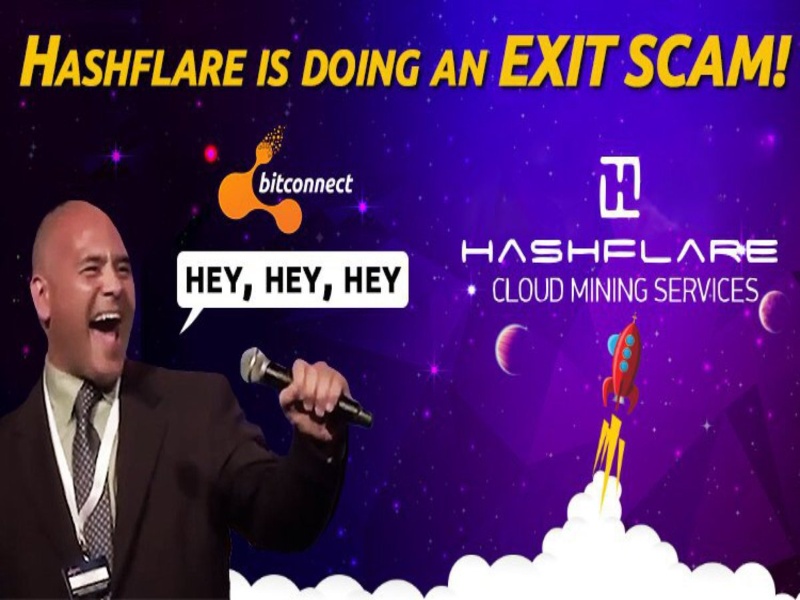 HASHFLARE IS DOING AN EXIT SCAM!
bitconnect
HEY, HEY, HEY
H
HASHFLARE
CLOUD MINING SERVICES